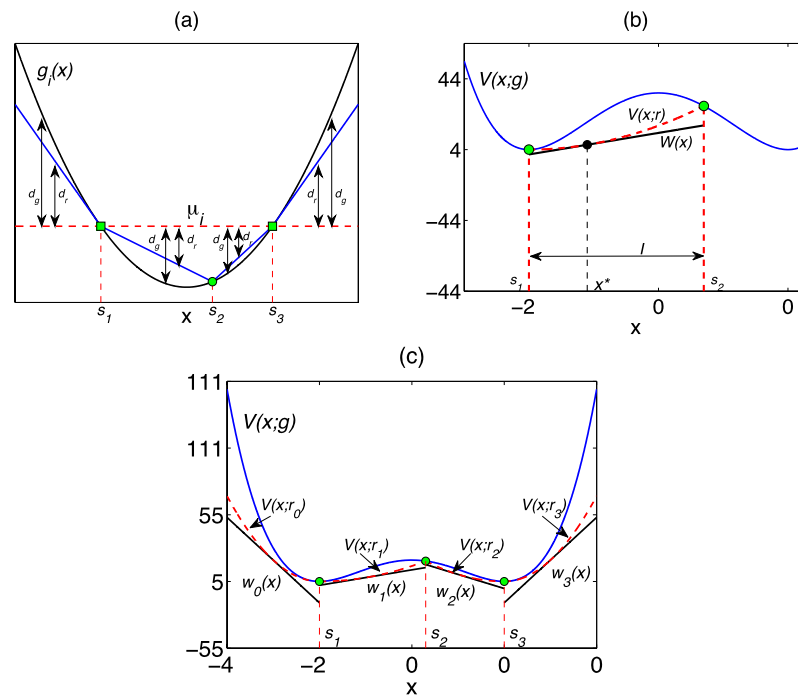 (a)
g_i(x)
d_g d_r
d_r d_g
μ_i
d_g d_r d_g d_r
s_1 x s_2 s_3
(b)
44
V(x;g)
V(x;r)
4
W(x)
-44
l
s_1 x* s_2
-44
-2 0 0
x
(c)
111
V(x;g)
111
V(x;r_0) V(x;r_3)
55
V(x;r_1) V(x;r_2)
5
w_0(x) w_1(x) w_2(x) w_3(x)
s_1 s_2 s_3
-55
-4 -2 0 0 0
x